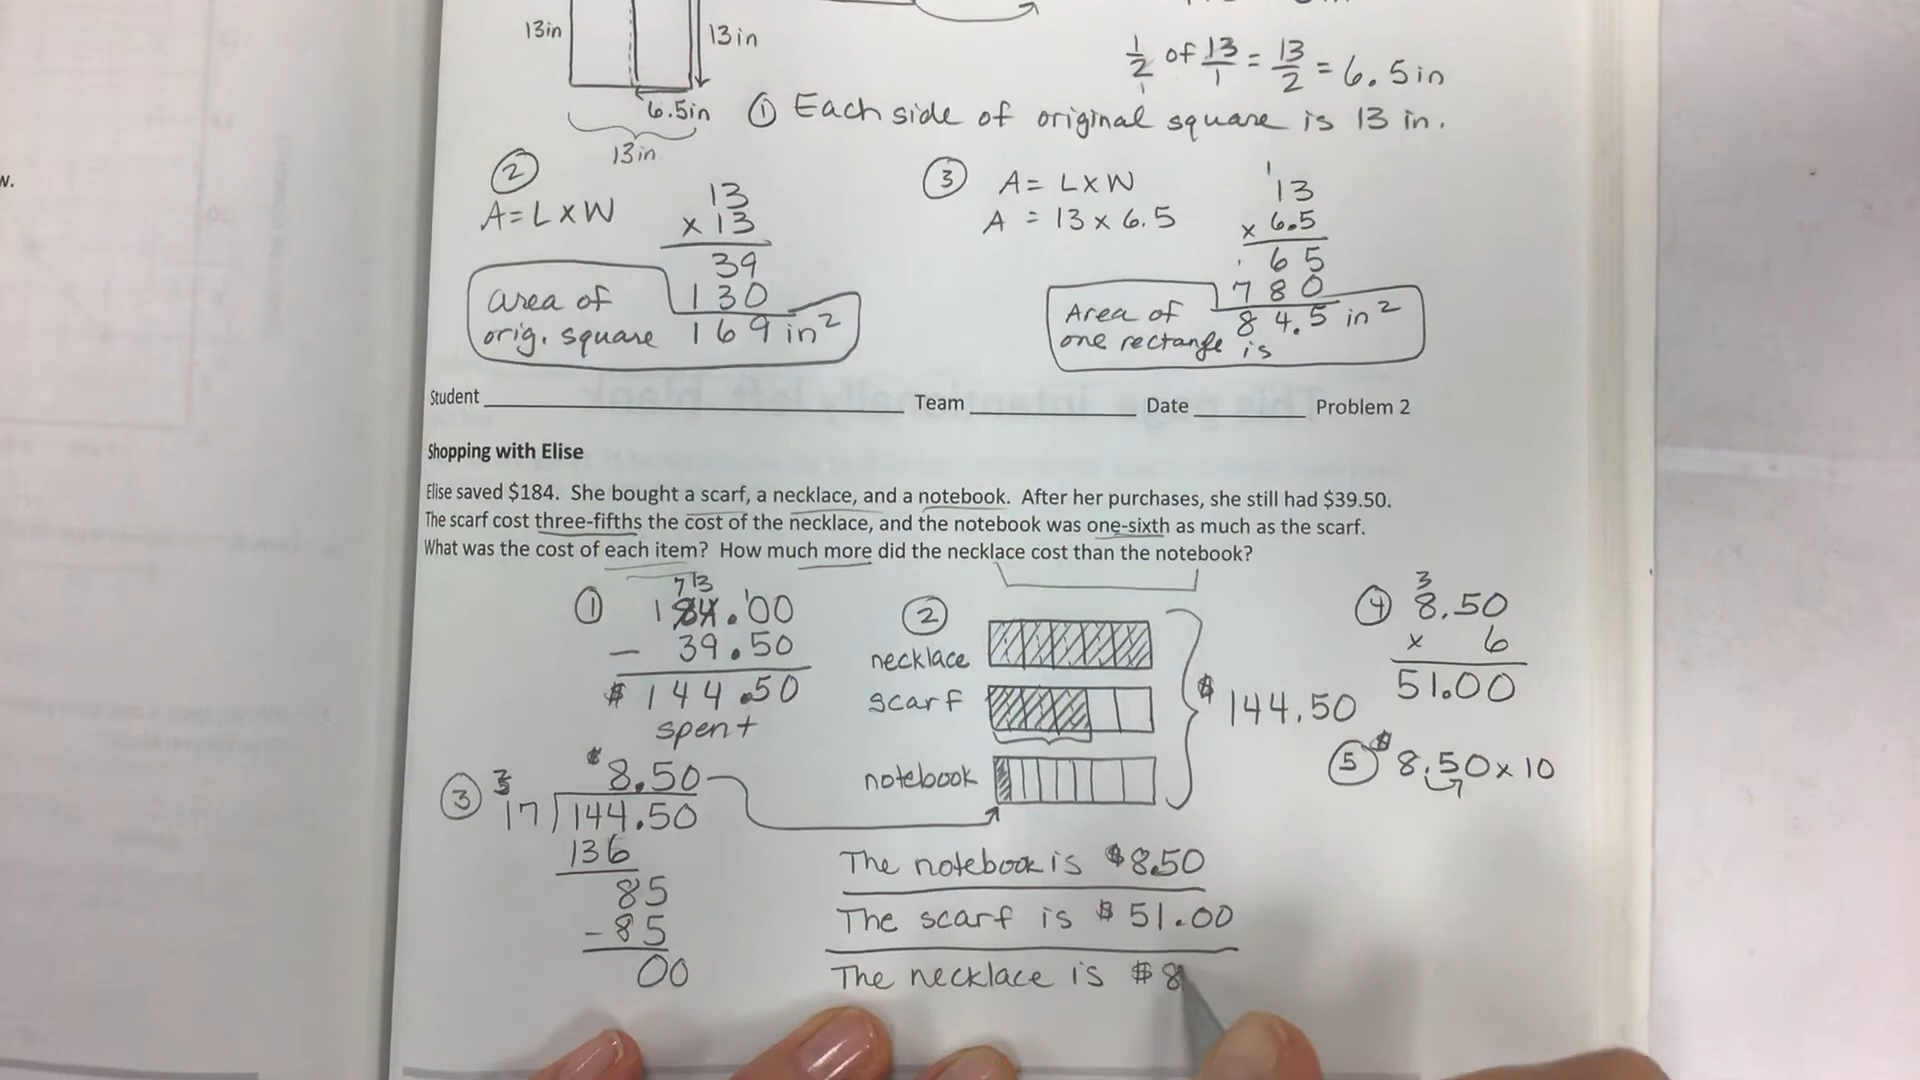 13in
13in
6.5in
13in
1/2 of 13/1 = 13/2 = 6.5in
① Each side of original square is 13 in.
②
A = L x W
13
x 13
39
130
169 in²
area of
orig. square
③ A = L x W
A = 13 x 6.5
1
13
x 6.5
65
780
84.5 in²
Area of
one rectangle is
Student Team Date Problem 2
Shopping with Elise
Elise saved $184. She bought a scarf, a necklace, and a notebook. After her purchases, she still had $39.50.
The scarf cost three-fifths the cost of the necklace, and the notebook was one-sixth as much as the scarf.
What was the cost of each item? How much more did the necklace cost than the notebook?
①
7 13
184.100
- 39.50
$ 144.50
spent
②
necklace
scarf
notebook
$ 144.50
③
3
$8.50
17 144.50
136
85
- 85
00
④
3
8.50
x 6
51.00
⑤ $8.50 x 10
The notebook is $8.50
The scarf is $51.00
The necklace is $8
w.